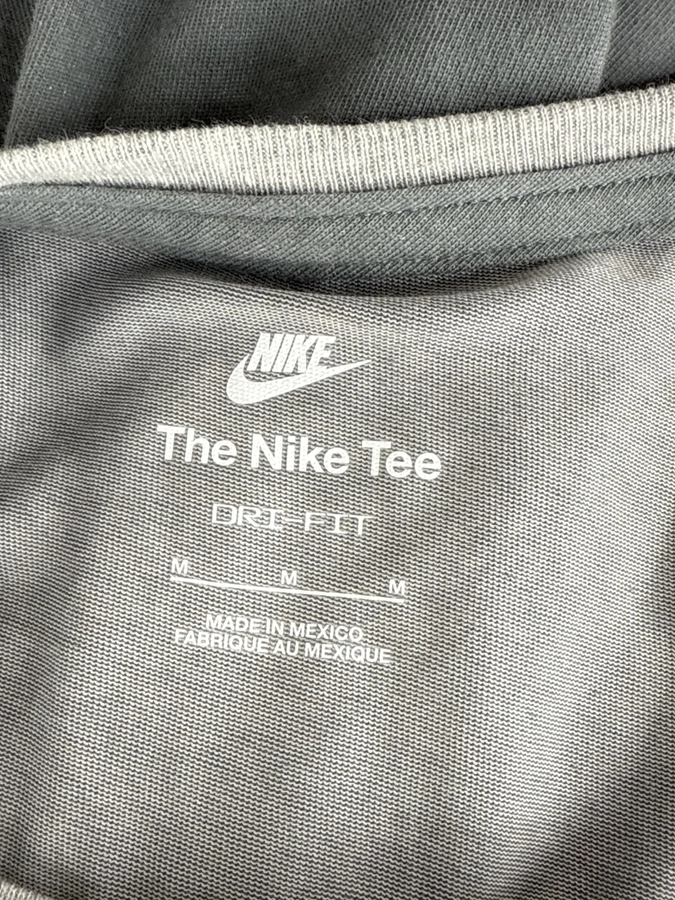 NIKE
The Nike Tee
DRI-FIT
M M M
MADE IN MEXICO
FABRIQUE AU MEXIQUE